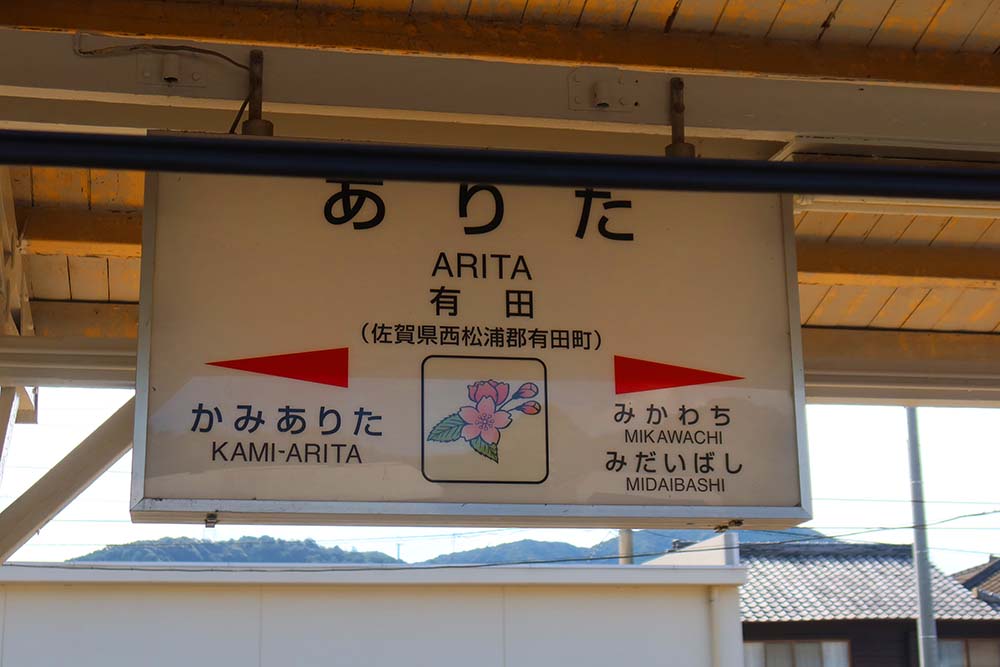 ありた
ARITA
有田
(佐賀県西松浦郡有田町)
かみありた
KAMI-ARITA
みかわち
MIKAWACHI
みだいばし
MIDAIBASHI